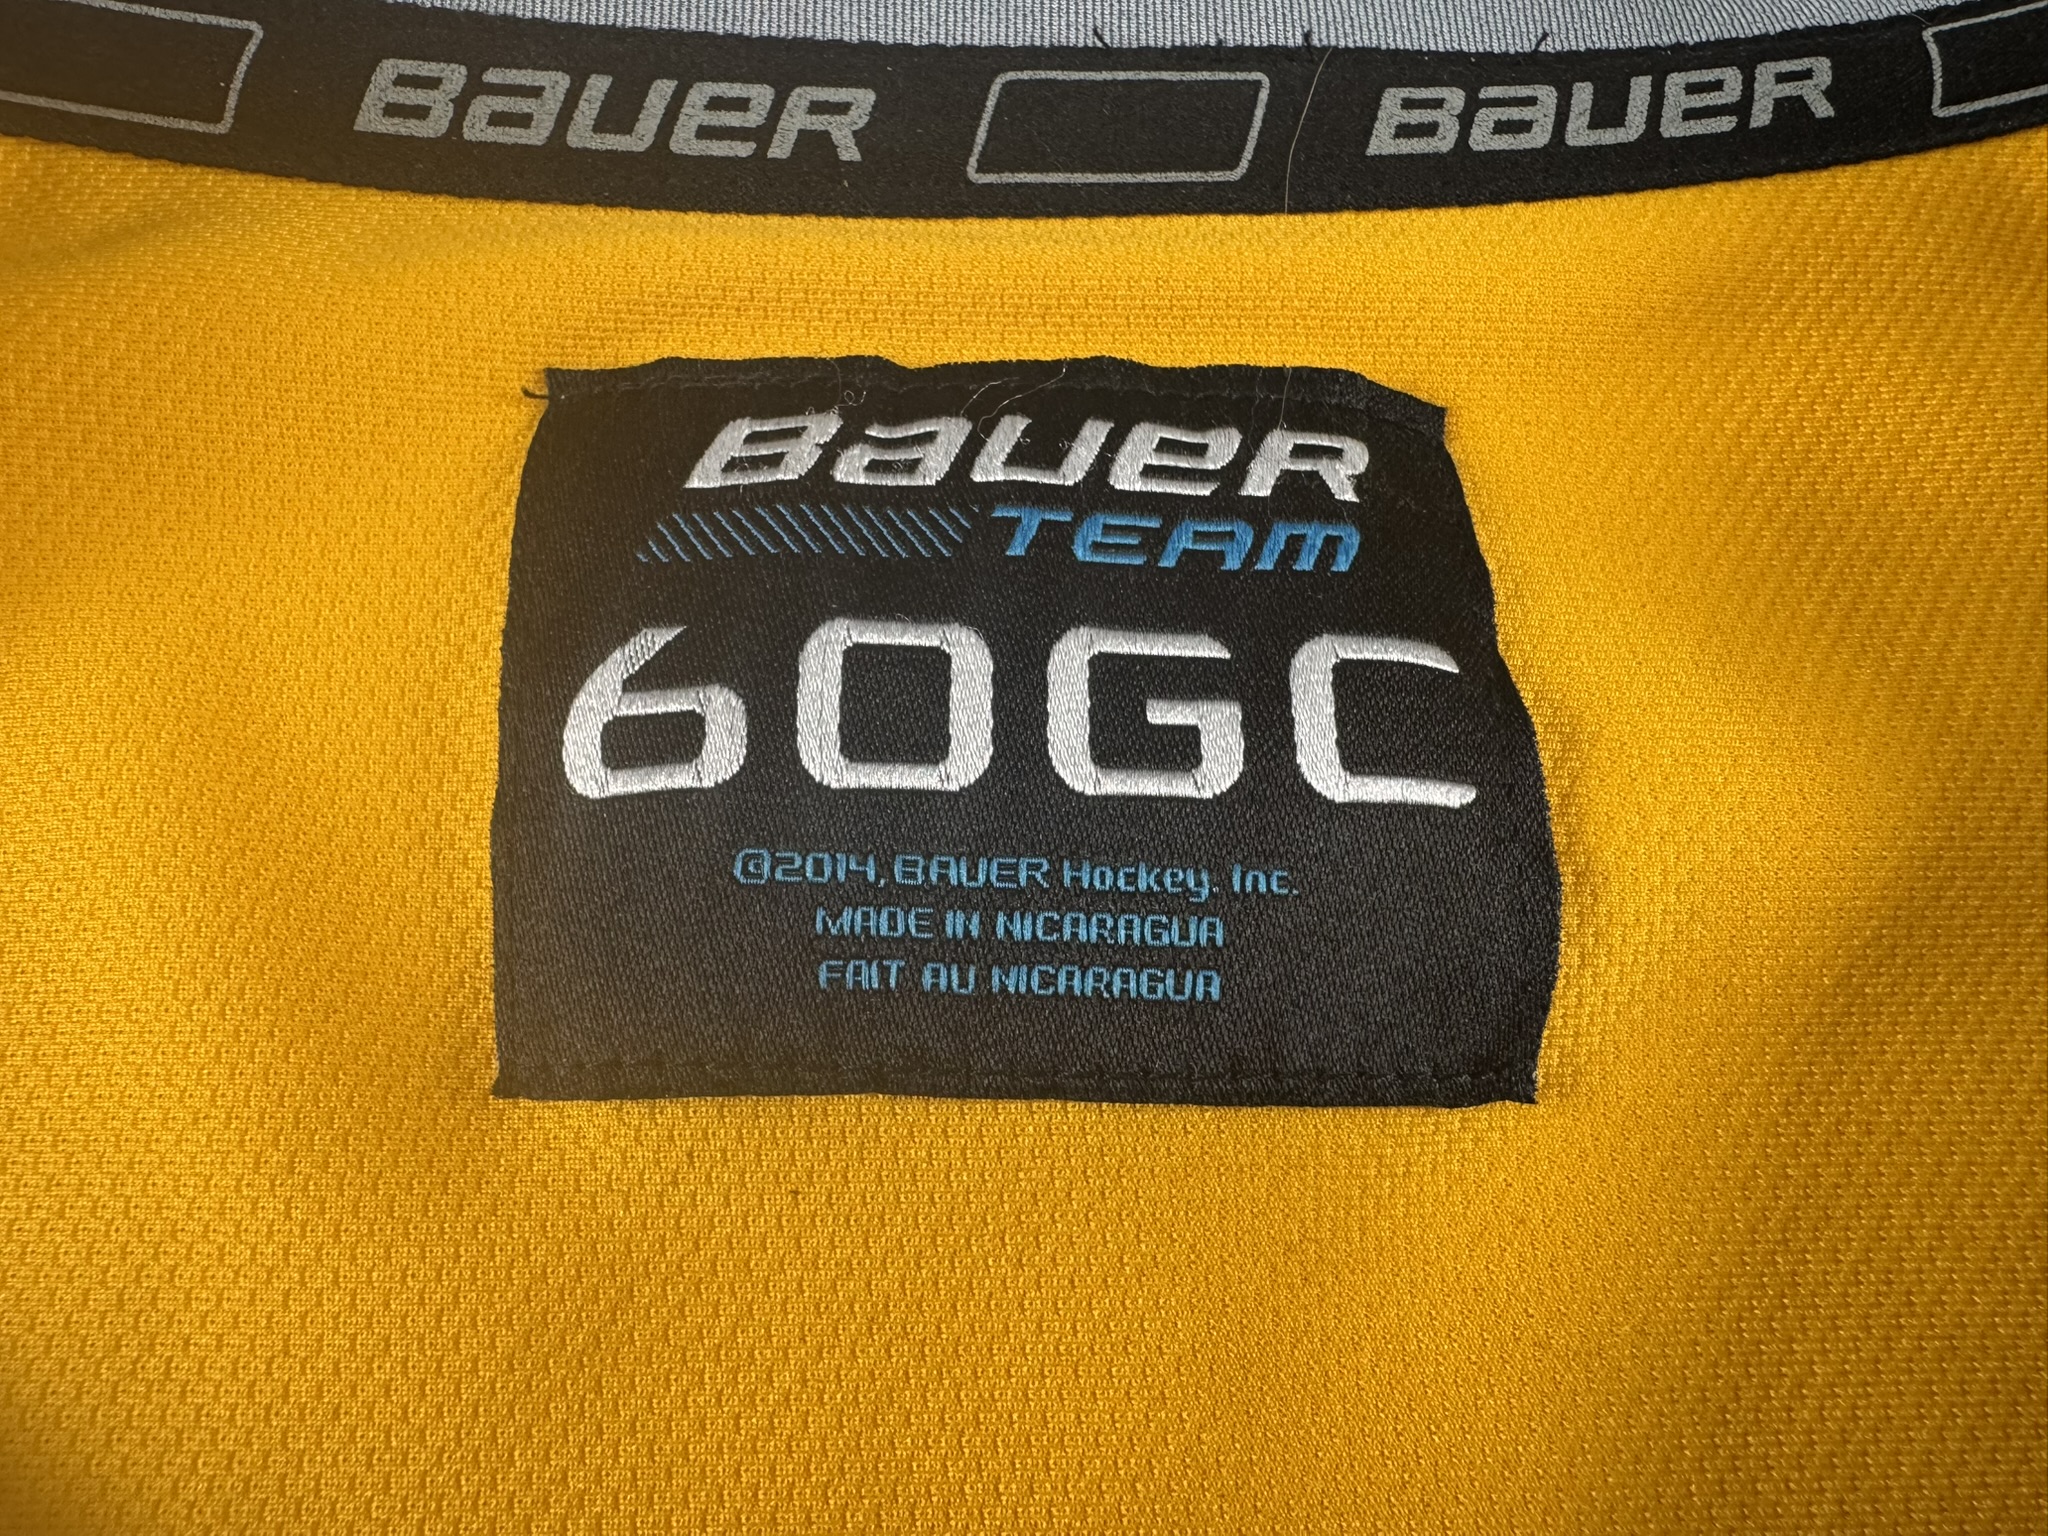 BAUER BAUER
BAUER
TEAM
60GC
©2014, BAUER Hockey, Inc.
MADE IN NICARAGUA
FAIT AU NICARAGUA